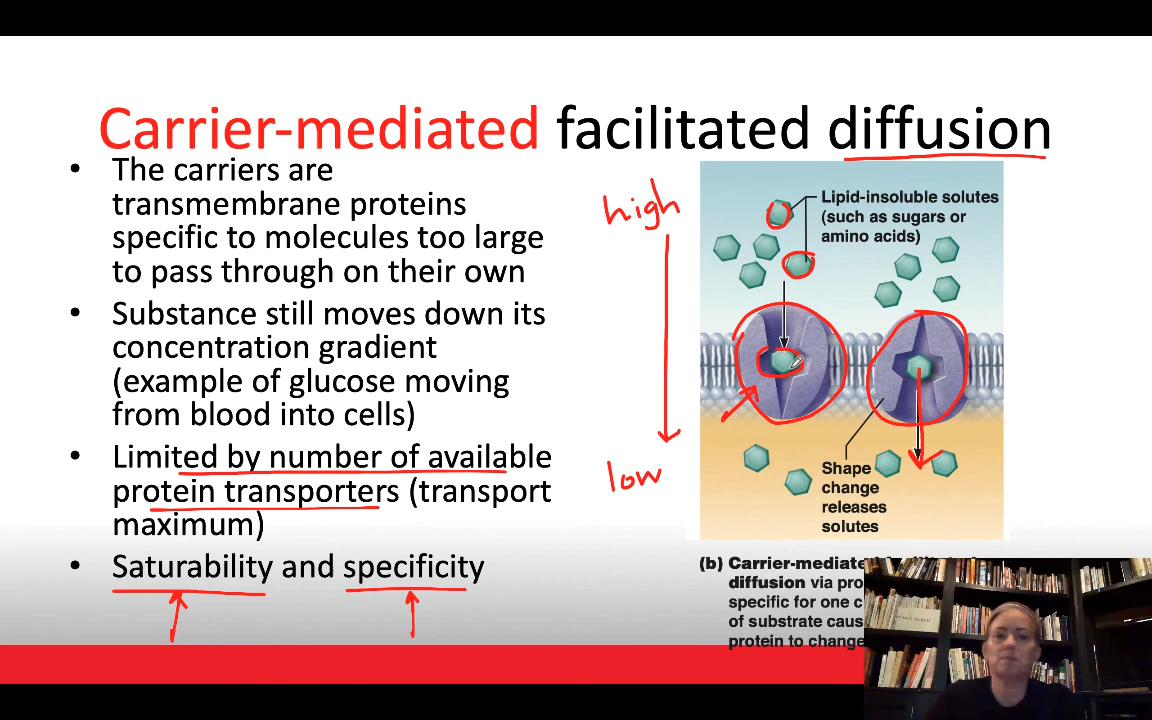 Carrier-mediated facilitated diffusion
• The carriers are
transmembrane proteins
specific to molecules too large
to pass through on their own
• Substance still moves down its
concentration gradient
(example of glucose moving
from blood into cells)
• Limited by number of available
protein transporters (transport
maximum)
• Saturability and specificity
high
low
Lipid-insoluble solutes
(such as sugars or
amino acids)
Shape
change
releases
solutes
(b) Carrier-mediate
diffusion via pro
specific for one c
of substrate caus
protein to change